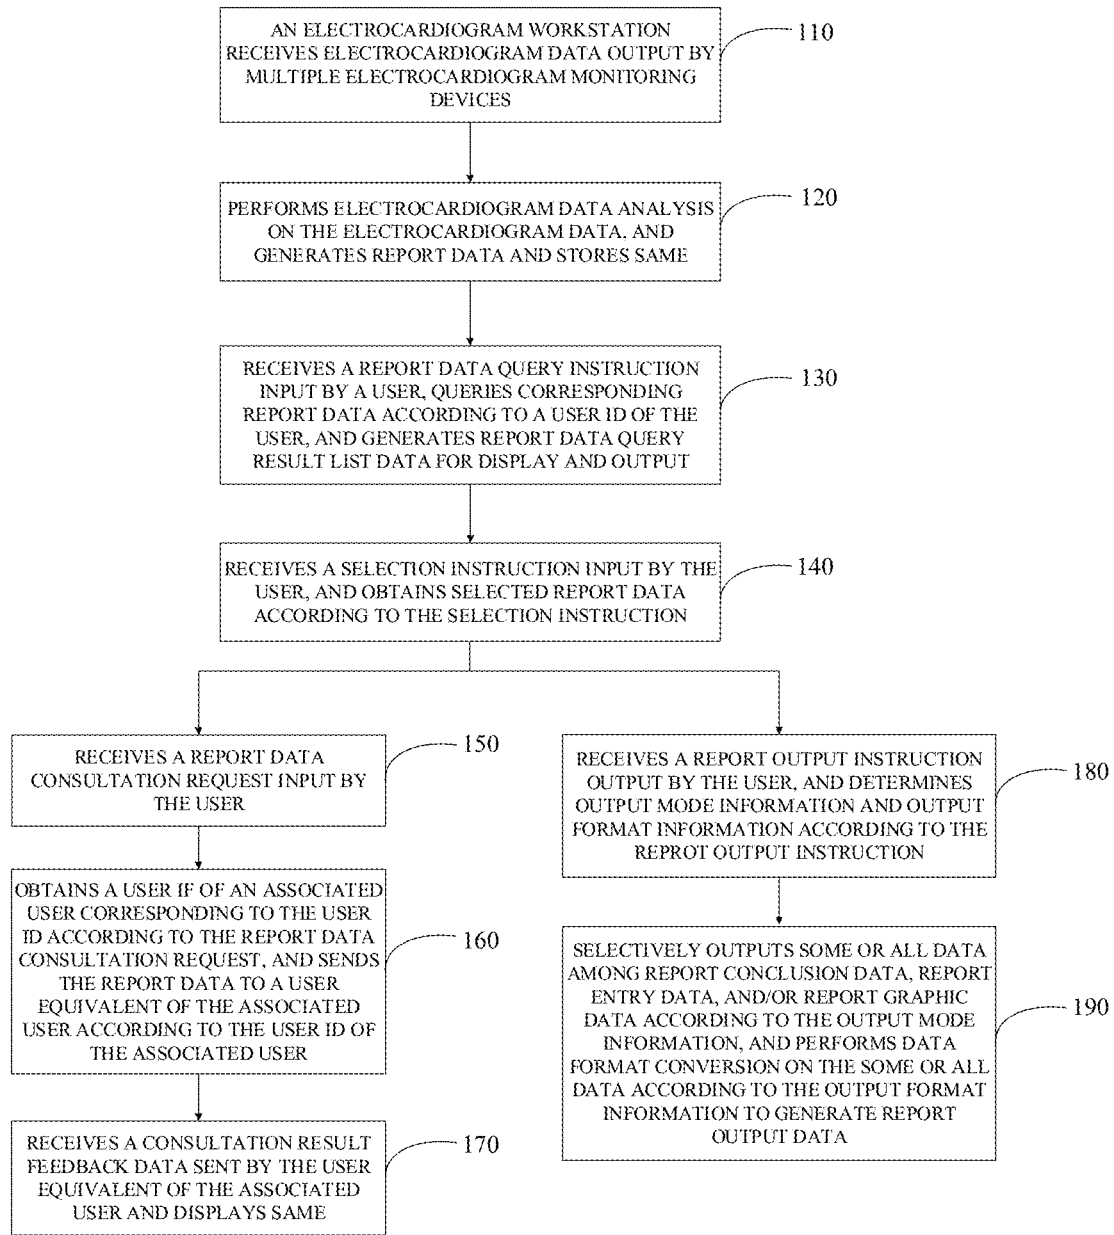 AN ELECTROCARDIOGRAM WORKSTATION
RECEIVES ELECTROCARDIOGRAM DATA OUTPUT BY
MULTIPLE ELECTROCARDIOGRAM MONITORING
DEVICES
110
PERFORMS ELECTROCARDIOGRAM DATA ANALYSIS
ON THE ELECTROCARDIOGRAM DATA, AND
GENERATES REPORT DATA AND STORES SAME
120
RECEIVES A REPORT DATA QUERY INSTRUCTION
INPUT BY A USER, QUERIES CORRESPONDING
REPORT DATA ACCORDING TO A USER ID OF THE
USER, AND GENERATES REPORT DATA QUERY
RESULT LIST DATA FOR DISPLAY AND OUTPUT
130
RECEIVES A SELECTION INSTRUCTION INPUT BY THE
USER, AND OBTAINS SELECTED REPORT DATA
ACCORDING TO THE SELECTION INSTRUCTION
140
RECEIVES A REPORT DATA
CONSULTATION REQUEST INPUT BY
THE USER
150
OBTAINS A USER IF OF AN ASSOCIATED
USER CORRESPONDING TO THE USER
ID ACCORDING TO THE REPORT DATA
CONSULTATION REQUEST, AND SENDS
THE REPORT DATA TO A USER
EQUIVALENT OF THE ASSOCIATED
USER ACCORDING TO THE USER ID OF
THE ASSOCIATED USER
160
RECEIVES A CONSULTATION RESULT
FEEDBACK DATA SENT BY THE USER
EQUIVALENT OF THE ASSOCIATED
USER AND DISPLAYS SAME
170
RECEIVES A REPORT OUTPUT INSTRUCTION
OUTPUT BY THE USER, AND DETERMINES
OUTPUT MODE INFORMATION AND OUTPUT
FORMAT INFORMATION ACCORDING TO THE
REPROT OUTPUT INSTRUCTION
180
SELECTIVELY OUTPUTS SOME OR ALL DATA
AMONG REPORT CONCLUSION DATA, REPORT
ENTRY DATA, AND/OR REPORT GRAPHIC
DATA ACCORDING TO THE OUTPUT MODE
INFORMATION, AND PERFORMS DATA
FORMAT CONVERSION ON THE SOME OR ALL
DATA ACCORDING TO THE OUTPUT FORMAT
INFORMATION TO GENERATE REPORT
OUTPUT DATA
190